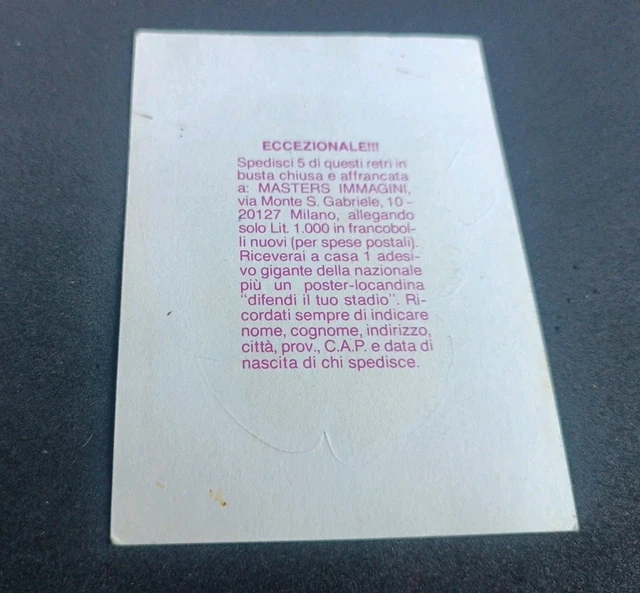 ECCEZIONALE!!!
Spedisci 5 di questi retri in
busta chiusa e affrancata
a: MASTERS IMMAGINI,
via Monte S. Gabriele, 10 -
20127 Milano, allegando
solo Lit. 1.000 in francobol-
li nuovi (per spese postali).
Riceverai a casa 1 adesi-
vo gigante della nazionale
più un poster-locandina
"difendi il tuo stadio". Ri-
cordati sempre di indicare
nome, cognome, indirizzo,
città, prov., C.A.P. e data di
nascita di chi spedisce.